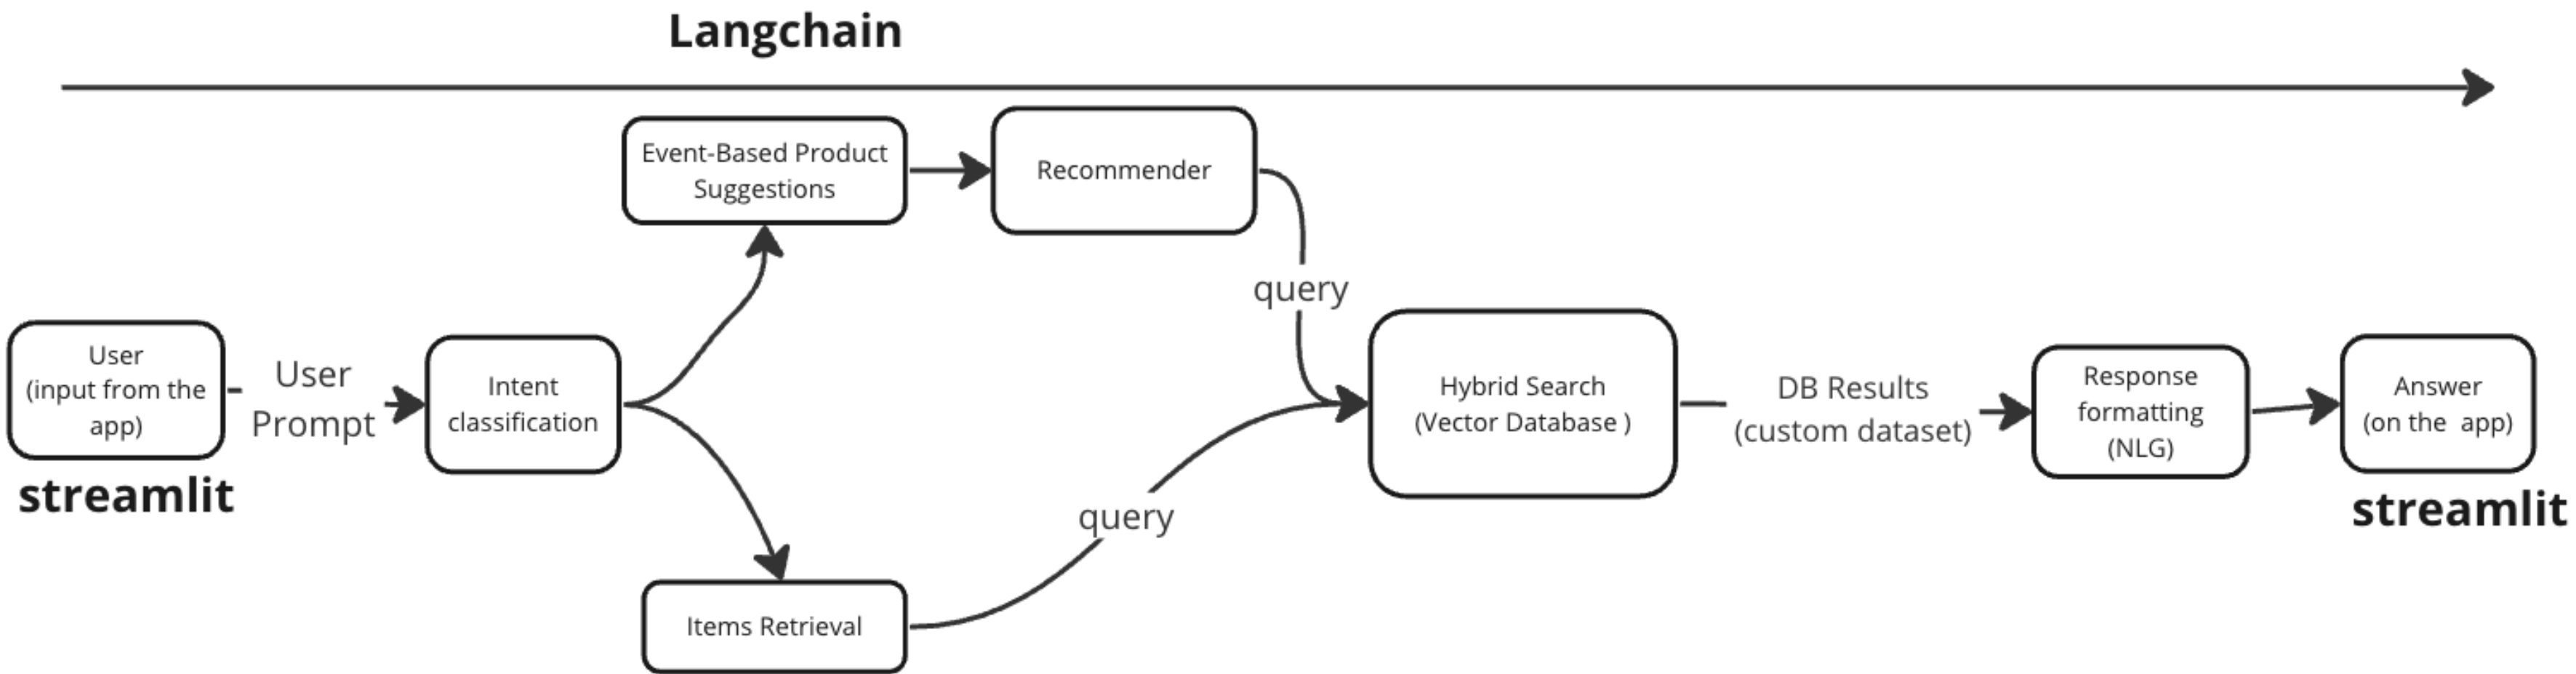 Langchain
Event-Based Product
Suggestions
Recommender
query
User
(input from the
app)
streamlit
User
Prompt
Intent
classification
Items Retrieval
query
Hybrid Search
(Vector Database )
DB Results
(custom dataset)
Response
formatting
(NLG)
Answer
(on the  app)
streamlit